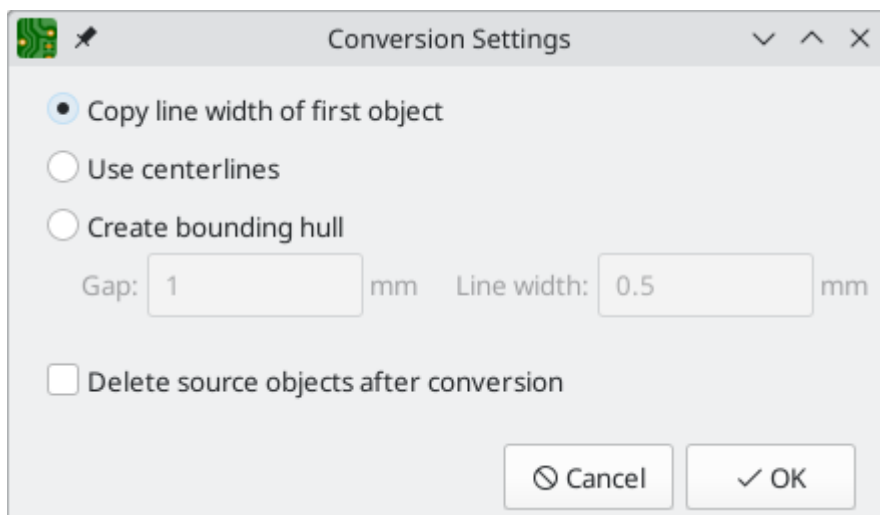 Conversion Settings
Copy line width of first object
Use centerlines
Create bounding hull
Gap: 1 mm Line width: 0.5 mm
Delete source objects after conversion
Cancel OK